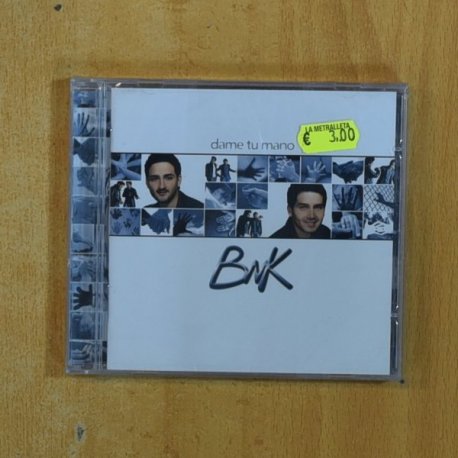 LA METRALLETA
€ 3.00
dame tu mano
BNK